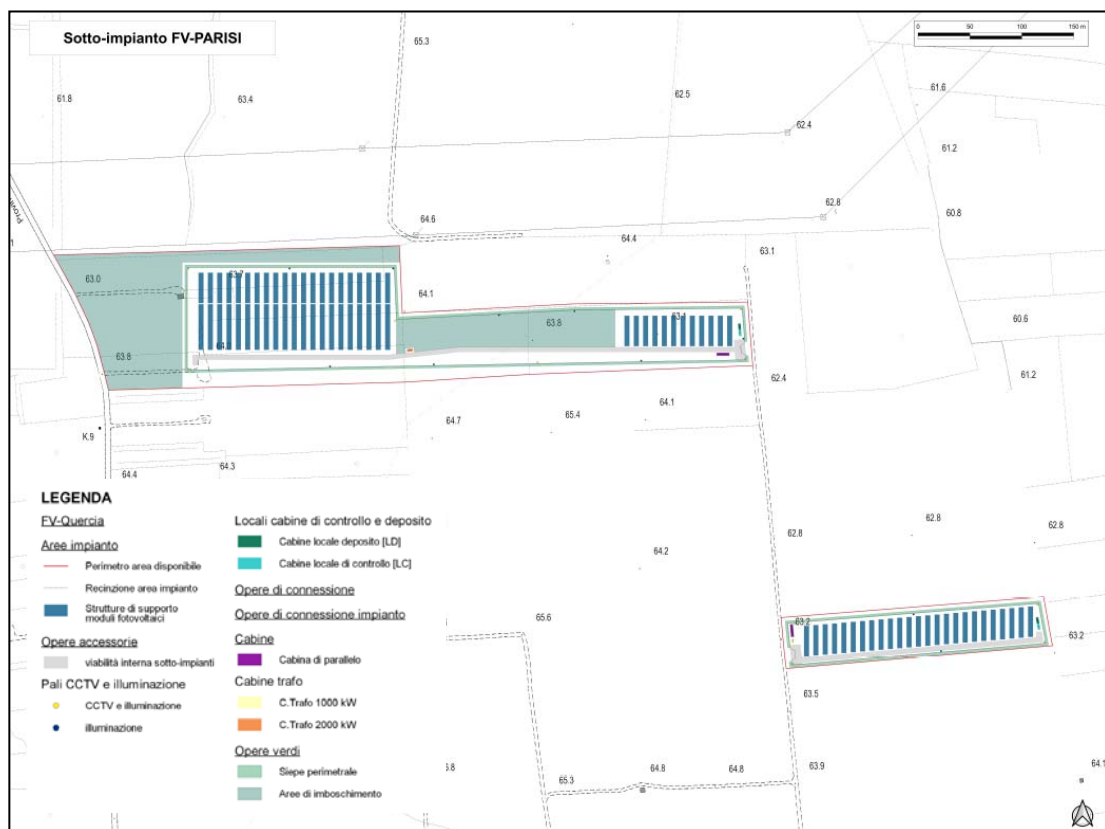 Sotto-impianto FV-PARISI
0 50 100 150 m
65.3
61.8
63.4
62.5
61.6
62.4
61.2
62.8
60.8
64.6
64.4
63.1
63.0
63.7
64.1
63.8
63.4
60.6
63.8
62.4
61.2
64.1
65.4
64.7
K.9
64.4
64.3
62.8
62.8
62.8
64.2
65.6
63.2
63.2
63.5
63.9
64.1
65.3
64.8
64.8
LEGENDA
FV-Quercia
Aree impianto
Perimetro area disponibile
Recinzione area impianto
Strutture di supporto
moduli fotovoltaici
Opere accessorie
viabilità interna sotto-impianti
Pali CCTV e illuminazione
CCTV e illuminazione
illuminazione
Locali cabine di controllo e deposito
Cabine locale deposito [LD]
Cabine locale di controllo [LC]
Opere di connessione
Opere di connessione impianto
Cabine
Cabina di parallelo
Cabine trafo
C.Trafo 1000 kW
C.Trafo 2000 kW
Opere verdi
Siepe perimetrale
Aree di imboschimento